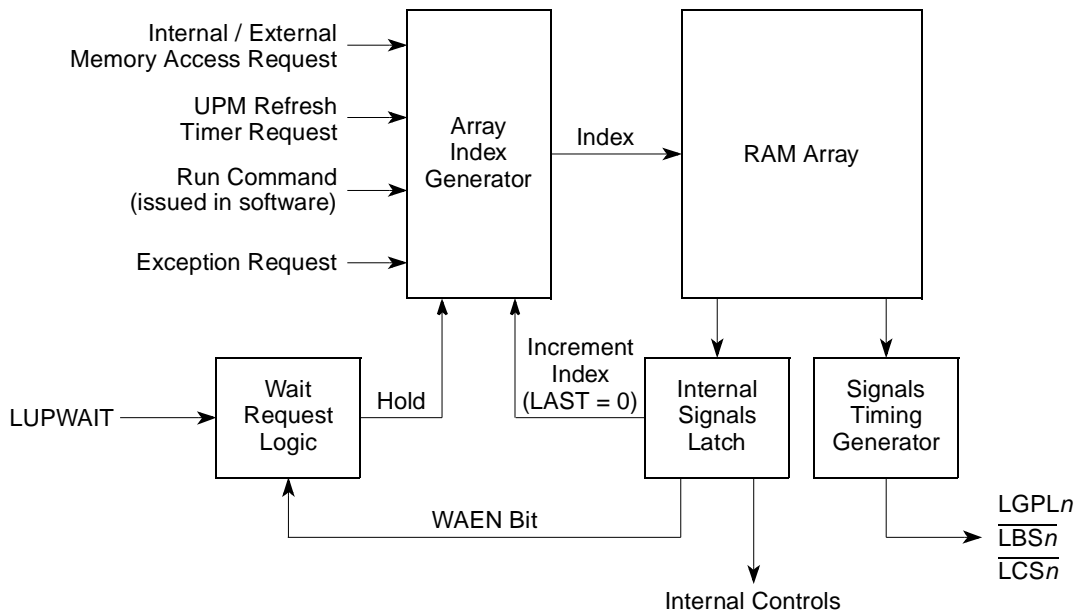 Internal / External
Memory Access Request
UPM Refresh
Timer Request
Run Command
(issued in software)
Exception Request
Array
Index
Generator
Index
RAM Array
LUPWAIT
Wait
Request
Logic
Hold
Increment
Index
(LAST = 0)
Internal
Signals
Latch
Signals
Timing
Generator
WAEN Bit
LGPLn
LBSn
LCSn
Internal Controls